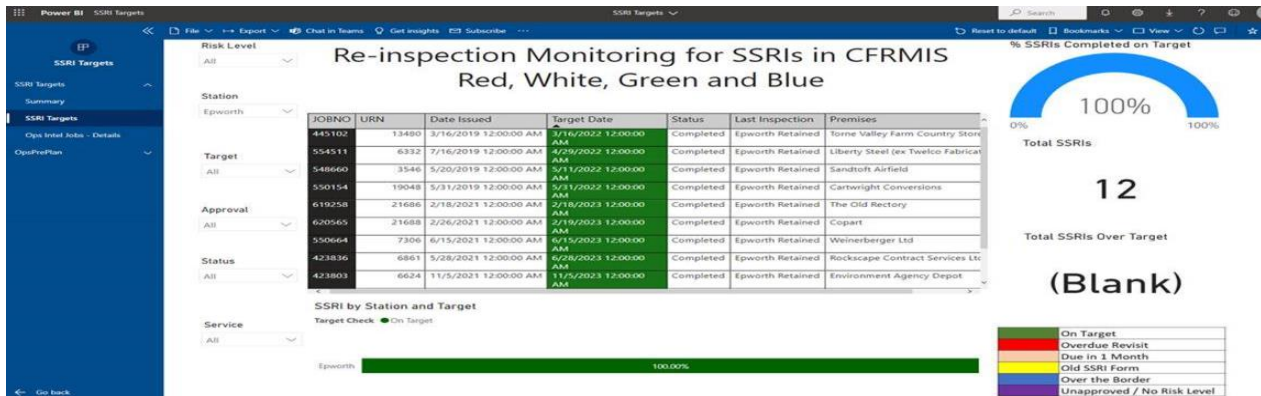 Power BI SSRI Targets
SSRI Targets
Search
File Export Chat in Teams Get insights Subscribe ...
Reset to default Bookmarks View
EP
SSRI Targets
SSRI Targets
Summary
SSRI Targets
Ops Intel Jobs - Details
OpsPrePlan
Go back
Risk Level
All
Station
Epworth
Target
All
Approval
All
Status
All
Service
All
Re-inspection Monitoring for SSRIs in CFRMIS
Red, White, Green and Blue
JOBNO URN Date Issued Target Date Status Last Inspection Premises
445102 13480 3/16/2019 12:00:00 AM 3/16/2022 12:00:00 AM Completed Epworth Retained Torne Valley Farm Country Store
554511 6332 7/16/2019 12:00:00 AM 4/29/2022 12:00:00 AM Completed Epworth Retained Liberty Steel (ex Twelco Fabricat
548660 3546 5/20/2019 12:00:00 AM 5/11/2022 12:00:00 AM Completed Epworth Retained Sandtoft Airfield
550154 19048 5/31/2019 12:00:00 AM 5/31/2022 12:00:00 AM Completed Epworth Retained Cartwright Conversions
619258 21686 2/18/2021 12:00:00 AM 2/18/2023 12:00:00 AM Completed Epworth Retained The Old Rectory
620565 21688 2/26/2021 12:00:00 AM 2/19/2023 12:00:00 AM Completed Epworth Retained Copart
550664 7306 6/15/2021 12:00:00 AM 6/15/2023 12:00:00 AM Completed Epworth Retained Weinerberger Ltd
423836 6861 5/28/2021 12:00:00 AM 6/28/2023 12:00:00 AM Completed Epworth Retained Rockscape Contract Services Ltd
423803 6624 11/5/2021 12:00:00 AM 11/5/2023 12:00:00 AM Completed Epworth Retained Environment Agency Depot
SSRI by Station and Target
Target Check On Target
Epworth 100.00%
% SSRIs Completed on Target
100%
0% 100%
Total SSRIs
12
Total SSRIs Over Target
(Blank)
On Target
Overdue Revisit
Due in 1 Month
Old SSRI Form
Over the Border
Unapproved / No Risk Level